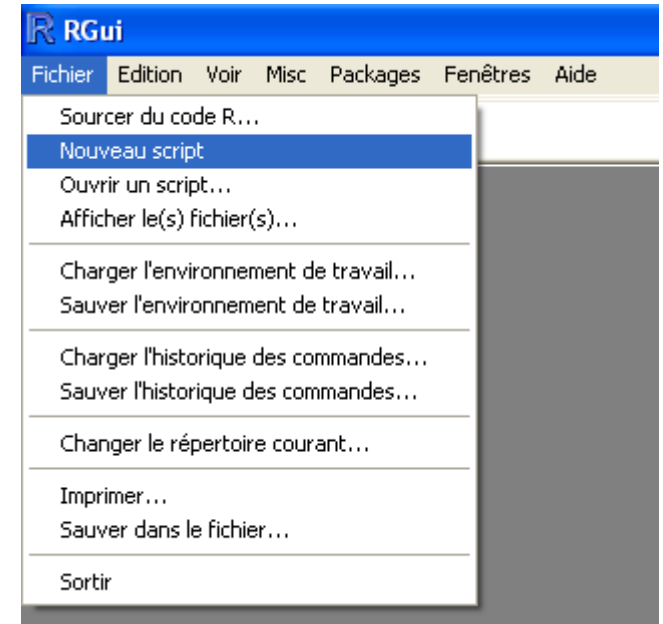 RGui
Fichier Edition Voir Misc Packages Fenêtres Aide
Sourcer du code R...
Nouveau script
Ouvrir un script...
Afficher le(s) fichier(s)...
Charger l'environnement de travail...
Sauver l'environnement de travail...
Charger l'historique des commandes...
Sauver l'historique des commandes...
Changer le répertoire courant...
Imprimer...
Sauver dans le fichier...
Sortir